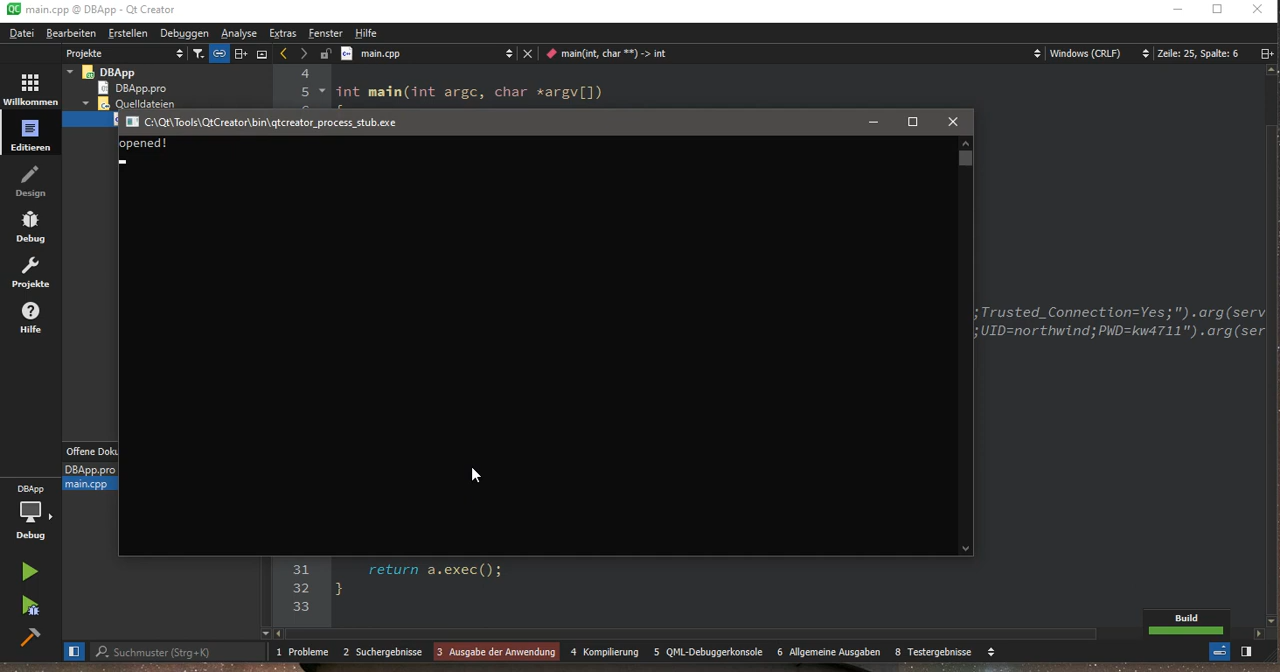 main.cpp @ DBApp - Qt Creator
Datei Bearbeiten Erstellen Debuggen Analyse Extras Fenster Hilfe
Projekte main.cpp main(int, char **) -> int Windows (CRLF) Zeile: 25, Spalte: 6
Willkommen
Editieren
Design
Debug
Projekte
Hilfe
DBApp
DBApp.pro
Quelldateien
4
5 int main(int argc, char *argv[])
C:\Qt\Tools\QtCreator\bin\qtcreator_process_stub.exe
opened!
;Trusted_Connection=Yes;").arg(serv
;UID=northwind;PWD=kw4711").arg(ser
Offene Doku
DBApp.pro
main.cpp
DBApp
Debug
31 return a.exec();
32 }
33
Build
Suchmuster (Strg+K) 1 Probleme 2 Suchergebnisse 3 Ausgabe der Anwendung 4 Kompilierung 5 QML-Debuggerkonsole 6 Allgemeine Ausgaben 8 Testergebnisse